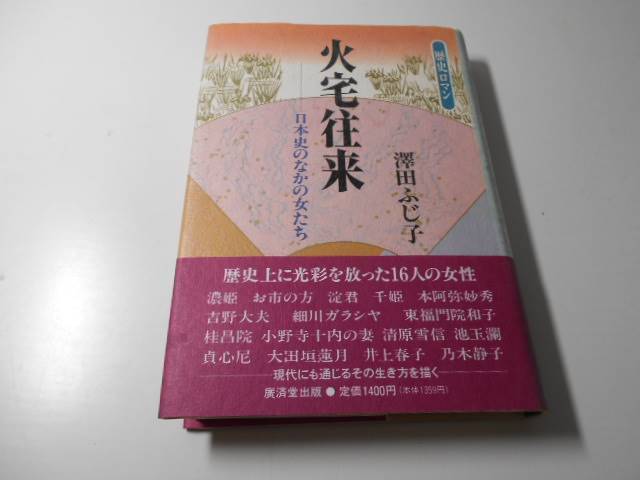 歴史ロマン
火宅往来
日本史のなかの女たち
澤田ふじ子
歴史上に光彩を放った16人の女性
濃姫 お市の方 淀君 千姫 本阿弥妙秀
吉野大夫 細川ガラシヤ 東福門院和子
桂昌院 小野寺十内の妻 清原雪信 池玉瀾
貞心尼 大田垣蓮月 井上春子 乃木静子
—現代にも通じるその生き方を描く—
廣済堂出版●定価1400円(本体1359円)